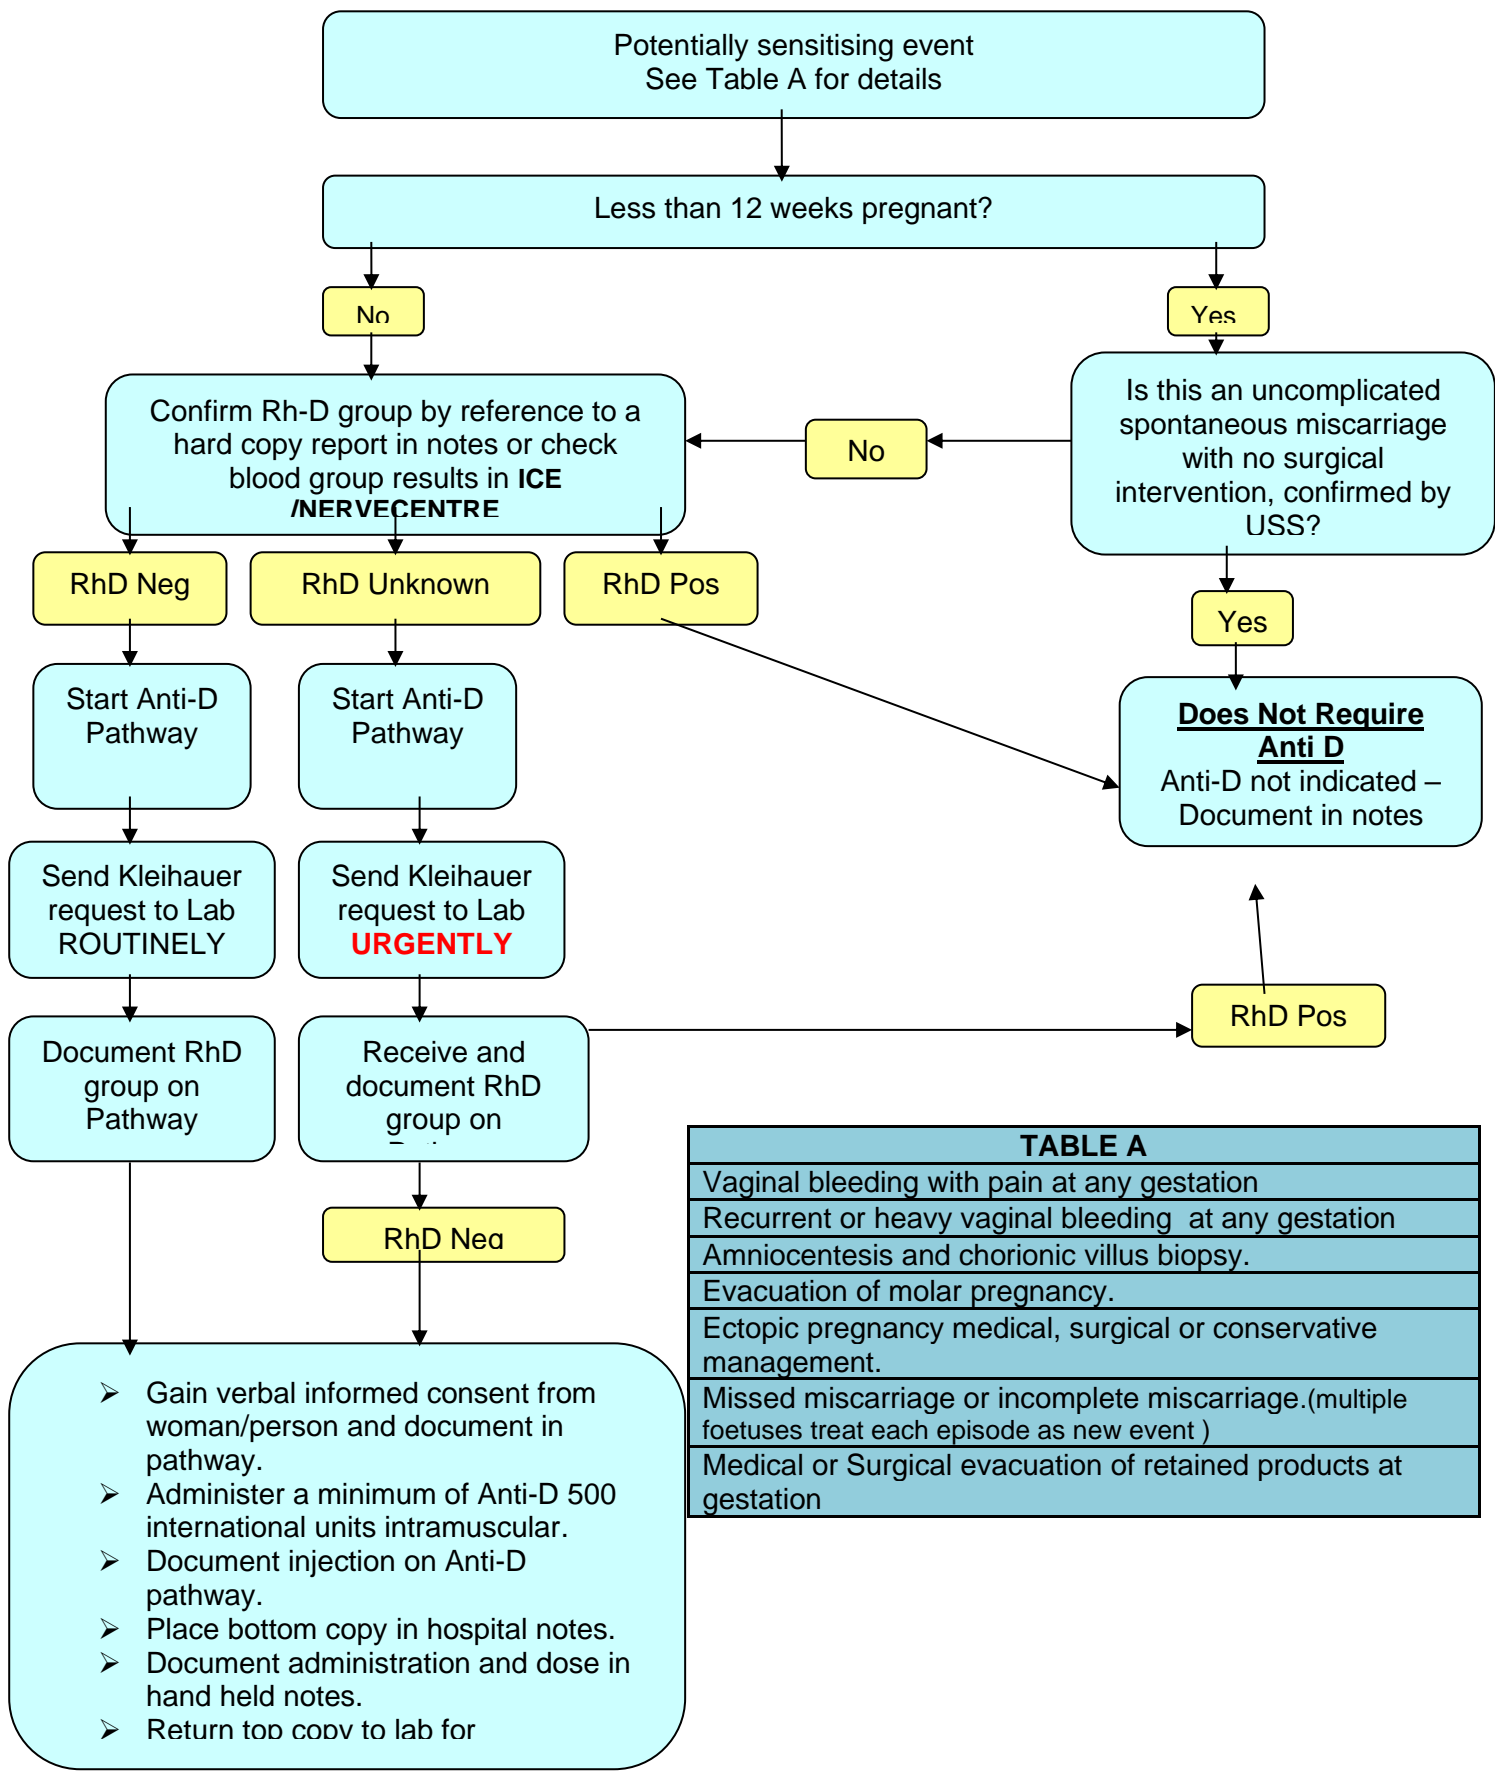 Potentially sensitising event
See Table A for details
Less than 12 weeks pregnant?
No
Yes
Confirm Rh-D group by reference to a
hard copy report in notes or check
blood group results in ICE
/NERVECENTRE
No
Is this an uncomplicated
spontaneous miscarriage
with no surgical
intervention, confirmed by
USS?
RhD Neg
RhD Unknown
RhD Pos
Yes
Start Anti-D
Pathway
Start Anti-D
Pathway
Does Not Require
Anti D
Anti-D not indicated –
Document in notes
Send Kleihauer
request to Lab
ROUTINELY
Send Kleihauer
request to Lab
URGENTLY
RhD Pos
Document RhD
group on
Pathway
Receive and
document RhD
group on
RhD Neg
TABLE A
Vaginal bleeding with pain at any gestation
Recurrent or heavy vaginal bleeding  at any gestation
Amniocentesis and chorionic villus biopsy.
Evacuation of molar pregnancy.
Ectopic pregnancy medical, surgical or conservative
management.
Missed miscarriage or incomplete miscarriage.(multiple
foetuses treat each episode as new event )
Medical or Surgical evacuation of retained products at
gestation
➢ Gain verbal informed consent from
woman/person and document in
pathway.
➢ Administer a minimum of Anti-D 500
international units intramuscular.
➢ Document injection on Anti-D
pathway.
➢ Place bottom copy in hospital notes.
➢ Document administration and dose in
hand held notes.
➢ Return top copy to lab for